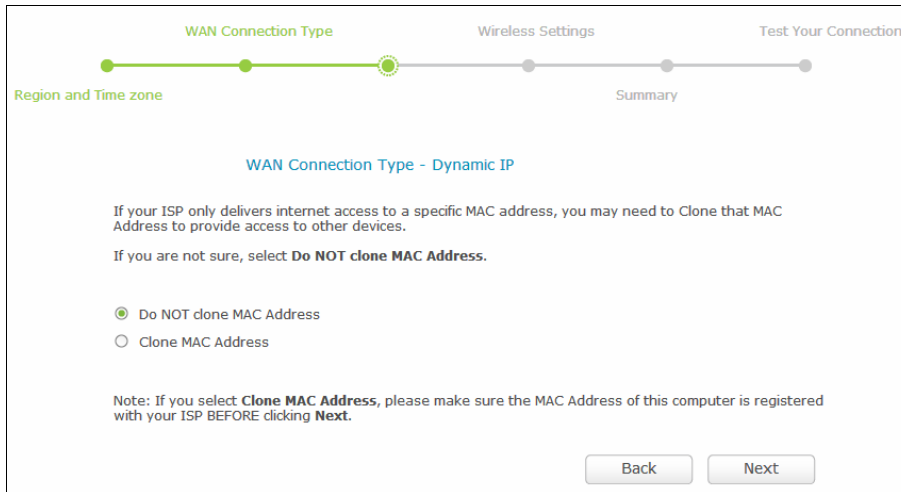 WAN Connection Type
Wireless Settings
Test Your Connection
Region and Time zone
Summary
WAN Connection Type - Dynamic IP
If your ISP only delivers internet access to a specific MAC address, you may need to Clone that MAC
Address to provide access to other devices.
If you are not sure, select Do NOT clone MAC Address.
Do NOT clone MAC Address
Clone MAC Address
Note: If you select Clone MAC Address, please make sure the MAC Address of this computer is registered
with your ISP BEFORE clicking Next.
Back
Next